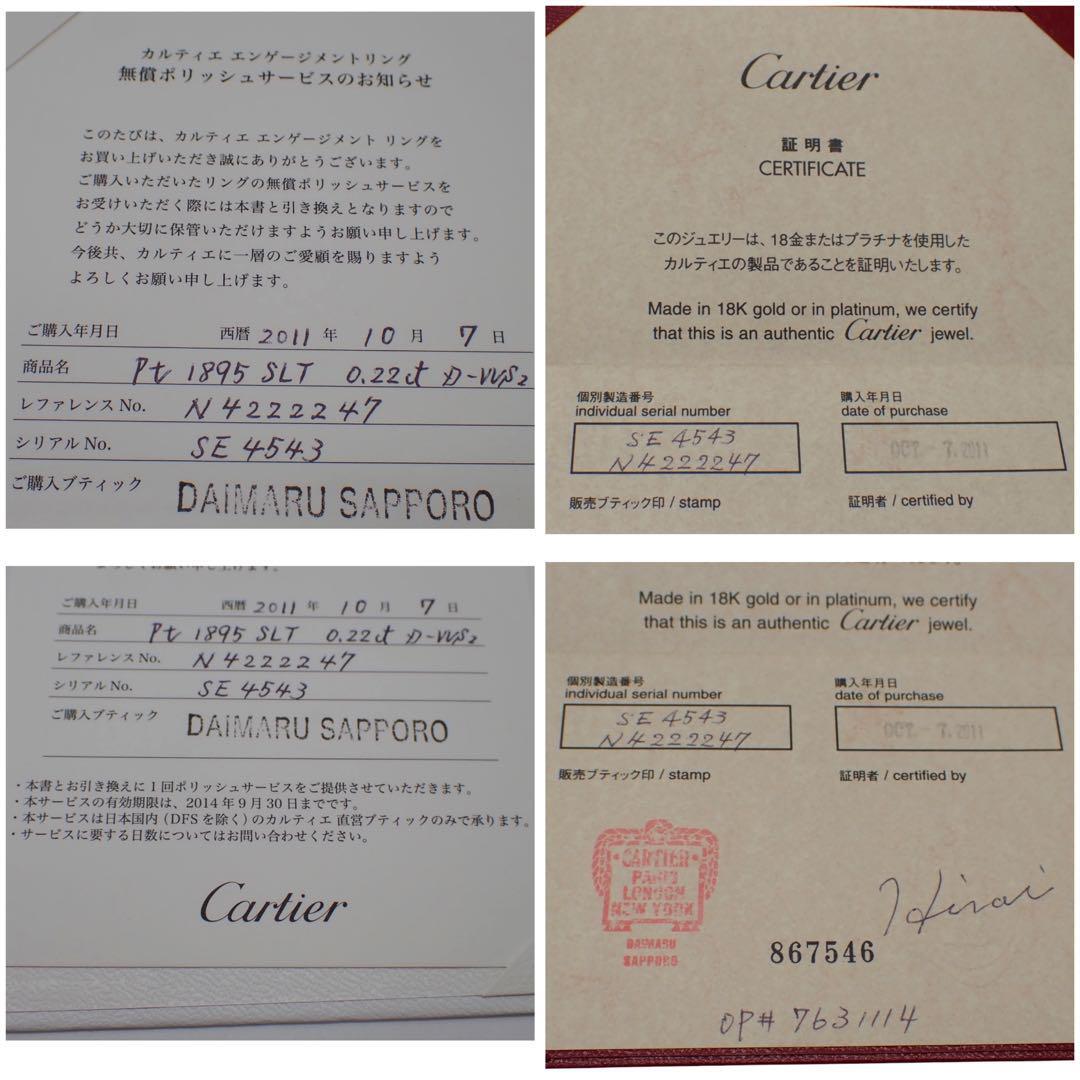 カルティエ エンゲージメントリング
無償ポリッシュサービスのお知らせ
このたびは、カルティエ エンゲージメント リングを
お買い上げいただき誠にありがとうございます。
ご購入いただいたリングの無償ポリッシュサービスを
お受けいただく際には本書と引き換えとなりますので
どうか大切に保管いただけますようお願い申し上げます。
今後共、カルティエに一層のご愛顧を賜りますよう
よろしくお願い申し上げます。
ご購入年月日 西暦 2011 年 10 月 7 日
商品名 Pt 1895 SLT 0.22ct D-VVS2
レファレンス No. N4222247
シリアル No. SE 4543
ご購入ブティック DAIMARU SAPPORO
Cartier
証明書
CERTIFICATE
このジュエリーは、18金またはプラチナを使用した
カルティエの製品であることを証明いたします。
Made in 18K gold or in platinum, we certify
that this is an authentic Cartier jewel.
個別製造番号 購入年月日
individual serial number date of purchase
SE 4543
N4222247
OCT. - 7. 2011
販売ブティック印 / stamp 証明者 / certified by
よろしくお願い申し上げます。
ご購入年月日 西暦 2011 年 10 月 7 日
商品名 Pt 1895 SLT 0.22ct D-VVS2
レファレンス No. N4222247
シリアル No. SE 4543
ご購入ブティック DAIMARU SAPPORO
・本書とお引き換えに1回ポリッシュサービスをご提供させていただきます。
・本サービスの有効期限は、2014年9月30日までです。
・本サービスは日本国内（DFSを除く）のカルティエ 直営ブティックのみで承ります。
・サービスに要する日数についてはお問い合わせください。
Cartier
Made in 18K gold or in platinum, we certify
that this is an authentic Cartier jewel.
個別製造番号 購入年月日
individual serial number date of purchase
SE 4543
N4222247
OCT. - 7. 2011
販売ブティック印 / stamp 証明者 / certified by
・CARTIER・
PARIS
LONDON
NEW YORK
DAIMARU
SAPPORO
Hirai
867546
OP# 7631114